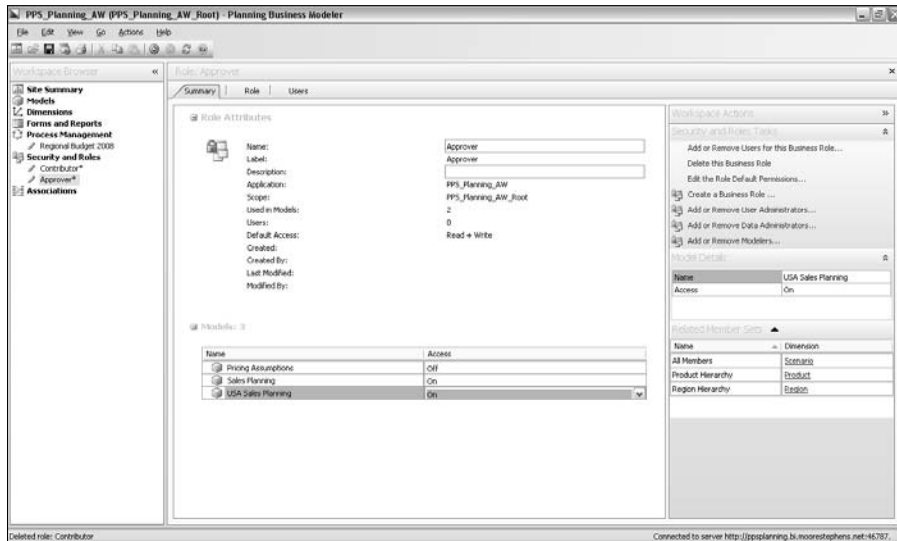 PPS_Planning_AW (PPS_Planning_AW_Root) - Planning Business Modeler
File Edit View Go Actions Help
Workspace Browser «
Site Summary
Models
Dimensions
Forms and Reports
Process Management
Regional Budget 2008
Security and Roles
Contributor*
Approver*
Associations
Role: Approver
Summary Role Users
Role Attributes
Name: Approver
Label: Approver
Description:
Application: PPS_Planning_AW
Scope: PPS_Planning_AW_Root
Used in Models: 2
Users: 0
Default Access: Read + Write
Created:
Created By:
Last Modified:
Modified By:
Models: 3
Name Access
Pricing Assumptions Off
Sales Planning On
USA Sales Planning On
Workspace Actions »
Security and Roles Tasks
Add or Remove Users for this Business Role...
Delete this Business Role
Edit the Role Default Permissions...
Create a Business Role ...
Add or Remove User Administrators...
Add or Remove Data Administrators...
Add or Remove Modelers...
Model Details
Name USA Sales Planning
Access On
Related Member Sets
Name Dimension
All Members Scenario
Product Hierarchy Product
Region Hierarchy Region
Deleted role: Contributor
Connected to server http://ppsplanning.bi.moorestephens.net:46787.